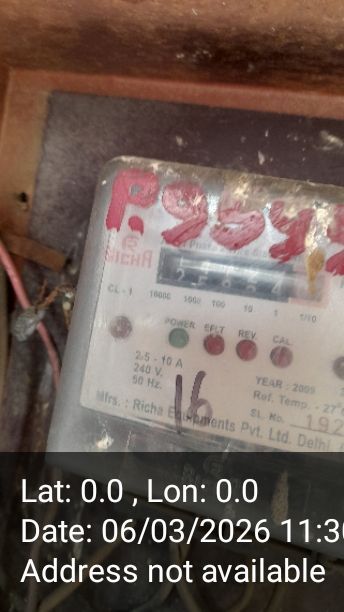 RICHA
CL-1 10000 1000 100 10 1 1/10
POWER EFLT REV. CAL.
2.5 - 10 A
240 V.
50 Hz.
16
YEAR : 2009
Ref. Temp. - 27°
Mfrs. : Richa Equipments Pvt. Ltd. Delhi
SL No. 192
Lat: 0.0 , Lon: 0.0
Date: 06/03/2026 11:30
Address not available